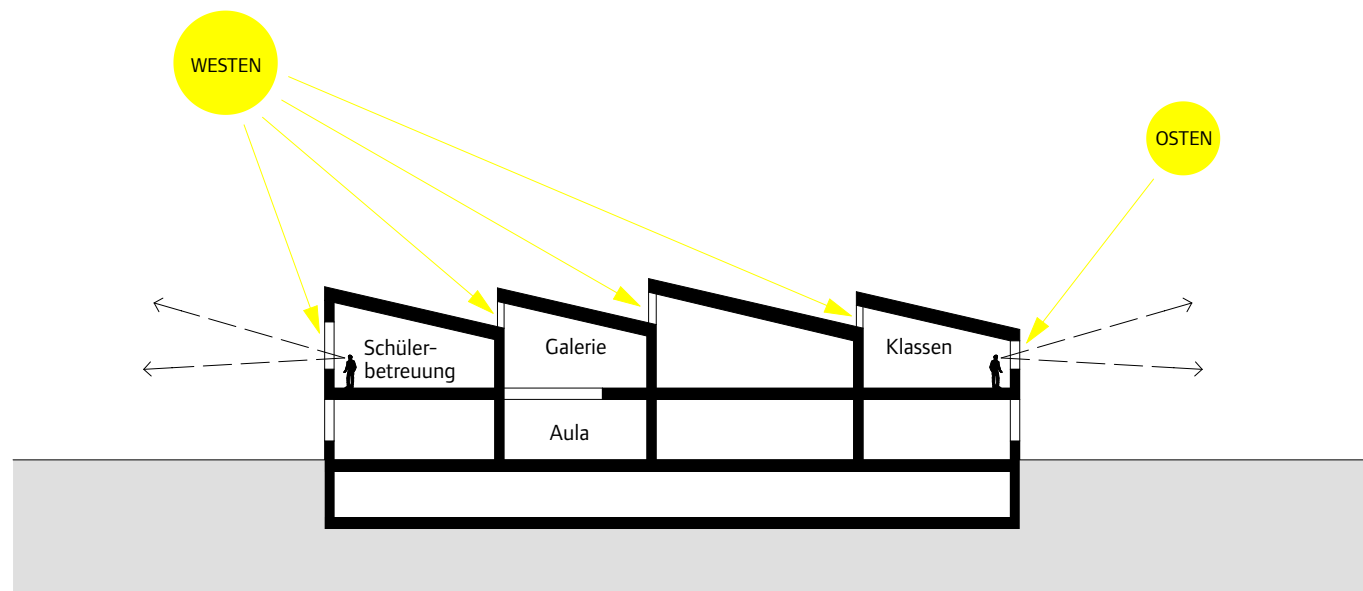 WESTEN
OSTEN
Schüler-
betreuung
Galerie
Klassen
Aula